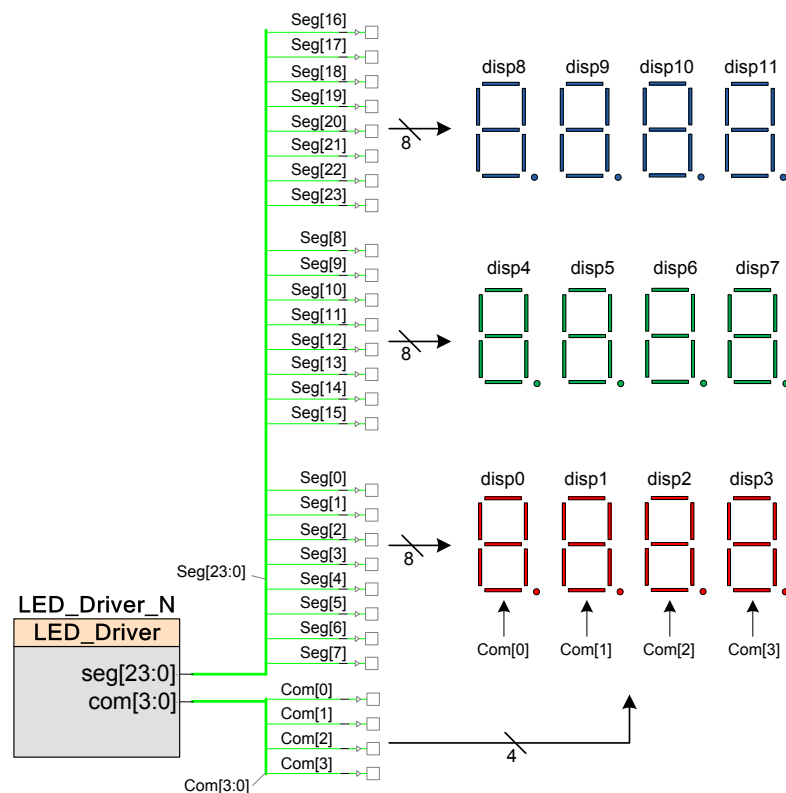 Seg[16]
Seg[17]
Seg[18]
Seg[19]
Seg[20]
Seg[21]
Seg[22]
Seg[23]
8
disp8 disp9 disp10 disp11
Seg[8]
Seg[9]
Seg[10]
Seg[11]
Seg[12]
Seg[13]
Seg[14]
Seg[15]
8
disp4 disp5 disp6 disp7
Seg[0]
Seg[1]
Seg[2]
Seg[3]
Seg[4]
Seg[5]
Seg[6]
Seg[7]
8
disp0 disp1 disp2 disp3
Com[0] Com[1] Com[2] Com[3]
Seg[23:0]
LED_Driver_N
LED_Driver
seg[23:0]
com[3:0]
Com[0]
Com[1]
Com[2]
Com[3]
4
Com[3:0]